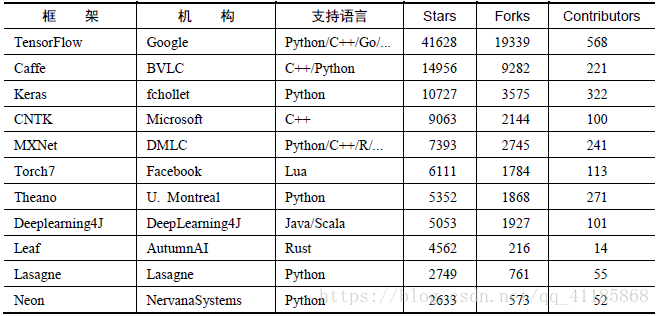 框 架 机 构 支持语言 Stars Forks Contributors
TensorFlow Google Python/C++/Go/... 41628 19339 568
Caffe BVLC C++/Python 14956 9282 221
Keras fchollet Python 10727 3575 322
CNTK Microsoft C++ 9063 2144 100
MXNet DMLC Python/C++/R/... 7393 2745 241
Torch7 Facebook Lua 6111 1784 113
Theano U. Montreal Python 5352 1868 271
Deeplearning4J DeepLearning4J Java/Scala 5053 1927 101
Leaf AutumnAI Rust 4562 216 14
Lasagne Lasagne Python 2749 761 55
Neon NervanaSystems Python 2633 573 52
https://blog.csdn.net/qq_41185868